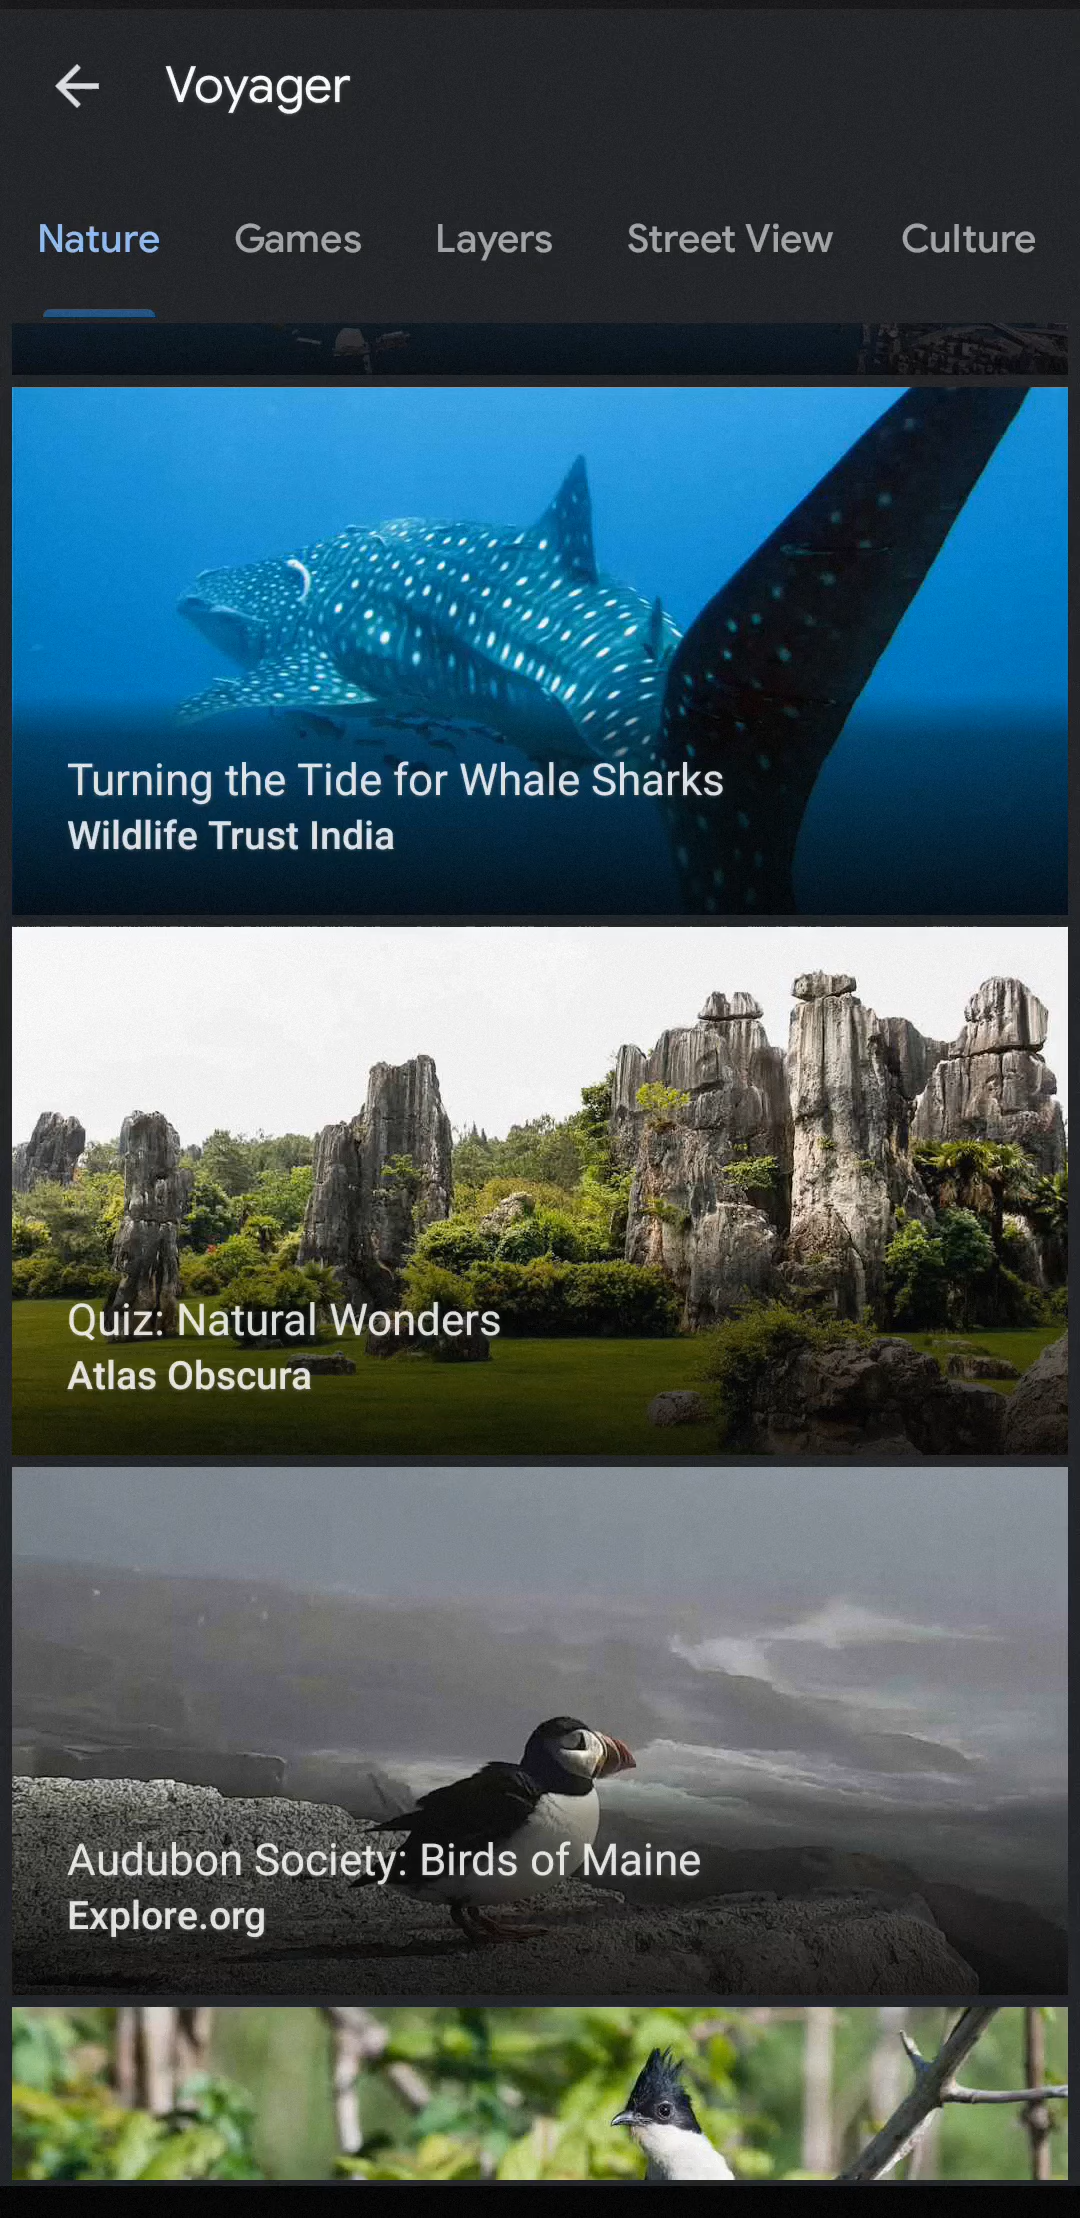 Voyager
Nature Games Layers Street View Culture
Turning the Tide for Whale Sharks
Wildlife Trust India
Quiz: Natural Wonders
Atlas Obscura
Audubon Society: Birds of Maine
Explore.org